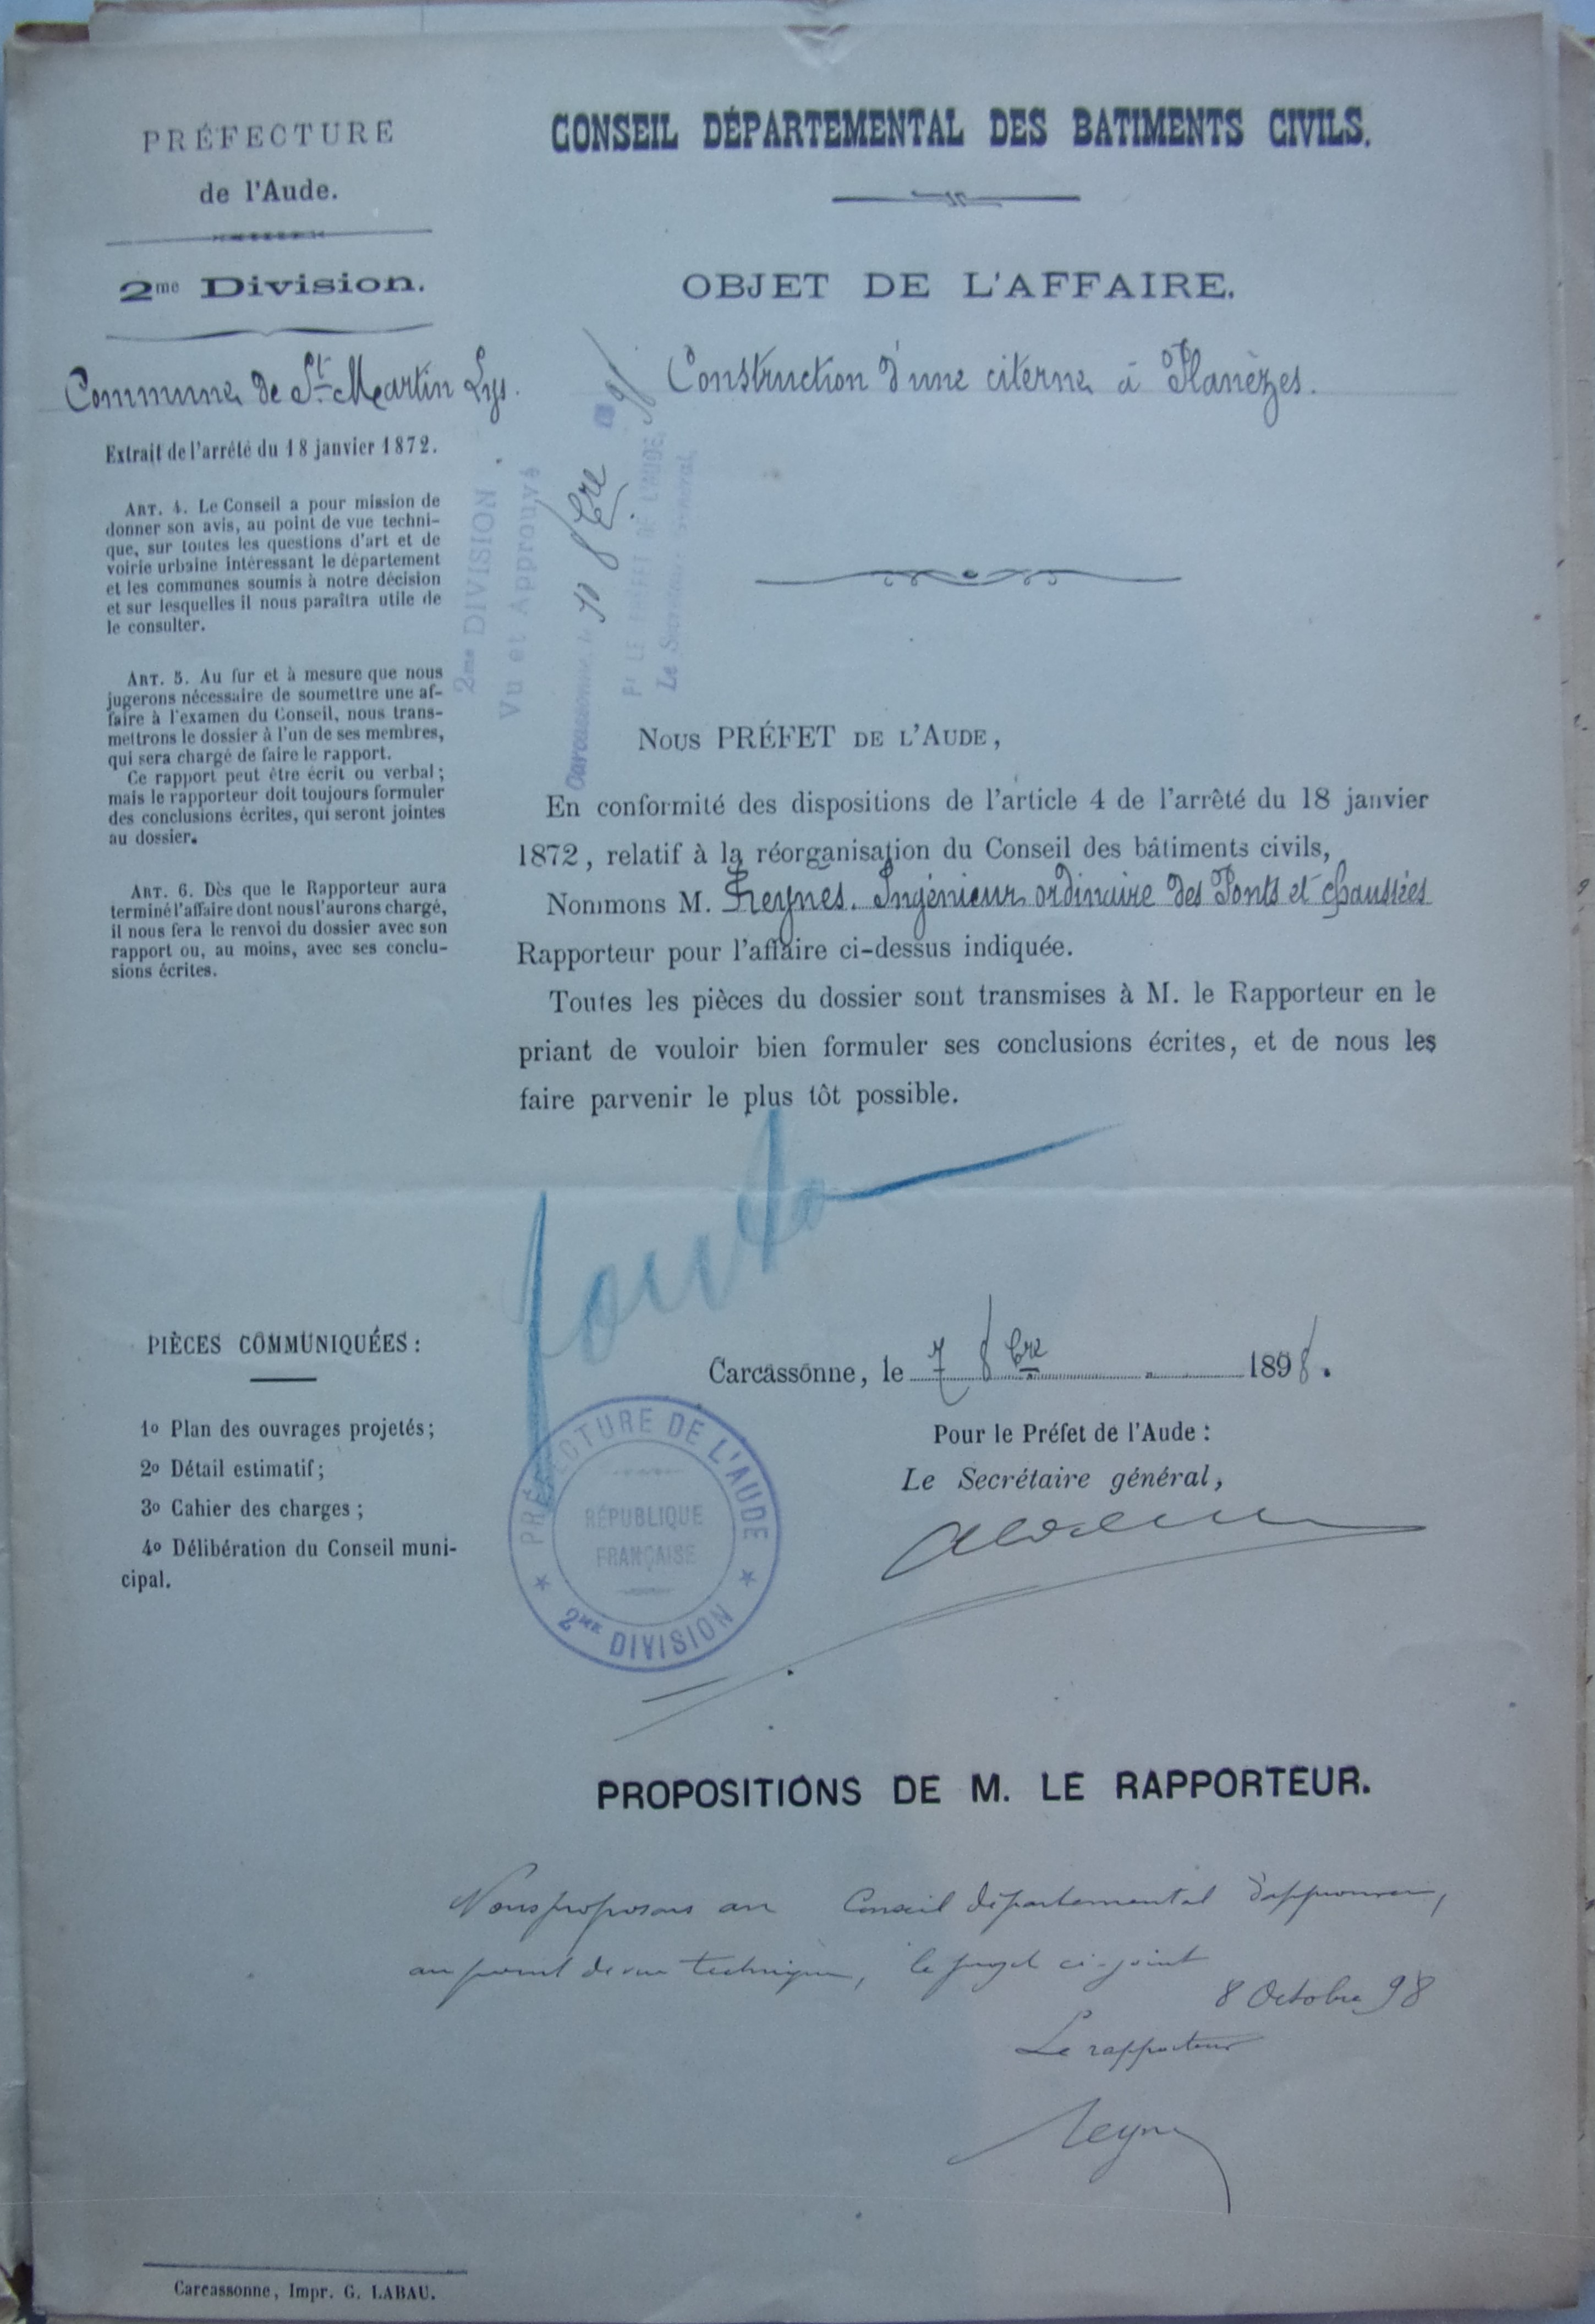 PRÉFECTURE
de l'Aude.
2me Division.
Commune de St Martin Lys.
Extrait de l'arrêté du 18 janvier 1872.
ART. 4. Le Conseil a pour mission de
donner son avis, au point de vue techni-
que, sur toutes les questions d'art et de
voirie urbaine intéressant le département
et les communes soumis à notre décision
et sur lesquelles il nous paraîtra utile de
le consulter.
ART. 5. Au fur et à mesure que nous
jugerons nécessaire de soumettre une af-
faire à l'examen du Conseil, nous trans-
mettrons le dossier à l'un de ses membres,
qui sera chargé de faire le rapport.
Ce rapport peut être écrit ou verbal;
mais le rapporteur doit toujours formuler
des conclusions écrites, qui seront jointes
au dossier.
ART. 6. Dès que le Rapporteur aura
terminé l'affaire dont nous l'aurons chargé,
il nous fera le renvoi du dossier avec son
rapport ou, au moins, avec ses conclu-
sions écrites.
PIÈCES COMMUNIQUÉES:
1o Plan des ouvrages projetés;
2o Détail estimatif;
3o Cahier des charges;
4o Délibération du Conseil muni-
cipal.
CONSEIL DÉPARTEMENTAL DES BATIMENTS CIVILS.
OBJET DE L'AFFAIRE.
Construction d'une citerne à Planèzes.
2me DIVISION
Vu et Approuvé
Carcassonne, le 10 8bre 98
Pr LE PRÉFET DE L'AUDE,
Le Secrétaire Général,
NOUS PRÉFET DE L'AUDE,
En conformité des dispositions de l'article 4 de l'arrêté du 18 janvier
1872, relatif à la réorganisation du Conseil des bâtiments civils,
Nommons M. Reynès. Ingénieur ordinaire des Ponts et chaussées
Rapporteur pour l'affaire ci-dessus indiquée.
Toutes les pièces du dossier sont transmises à M. le Rapporteur en le
priant de vouloir bien formuler ses conclusions écrites, et de nous les
faire parvenir le plus tôt possible.
Carcassonne, le 7 8bre 1898.
Pour le Préfet de l'Aude:
Le Secrétaire général,
PRÉFECTURE DE L'AUDE
RÉPUBLIQUE
FRANÇAISE
2ME DIVISION
PROPOSITIONS DE M. LE RAPPORTEUR.
Nous proposons au Conseil départemental d'approuver,
au point de vue technique, le projet ci-joint
8 Octobre 98
Le rapporteur
Carcassonne, Impr. G. LABAU.